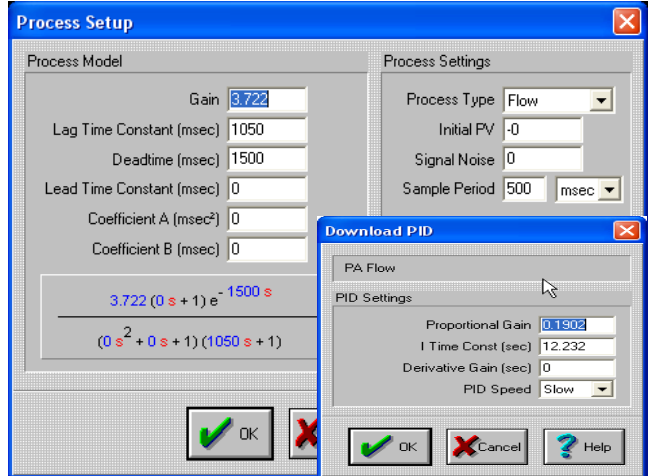 Process Setup
Process Model
Gain 3.722
Lag Time Constant (msec) 1050
Deadtime (msec) 1500
Lead Time Constant (msec) 0
Coefficient A (msec²) 0
Coefficient B (msec) 0
3.722 (0 s + 1) e^- 1500 s
(0 s^2 + 0 s + 1) (1050 s + 1)
OK
Process Settings
Process Type Flow
Initial PV -0
Signal Noise 0
Sample Period 500 msec
Download PID
PA Flow
PID Settings
Proportional Gain 0.1902
I Time Const (sec) 12.232
Derivative Gain (sec) 0
PID Speed Slow
OK Cancel Help